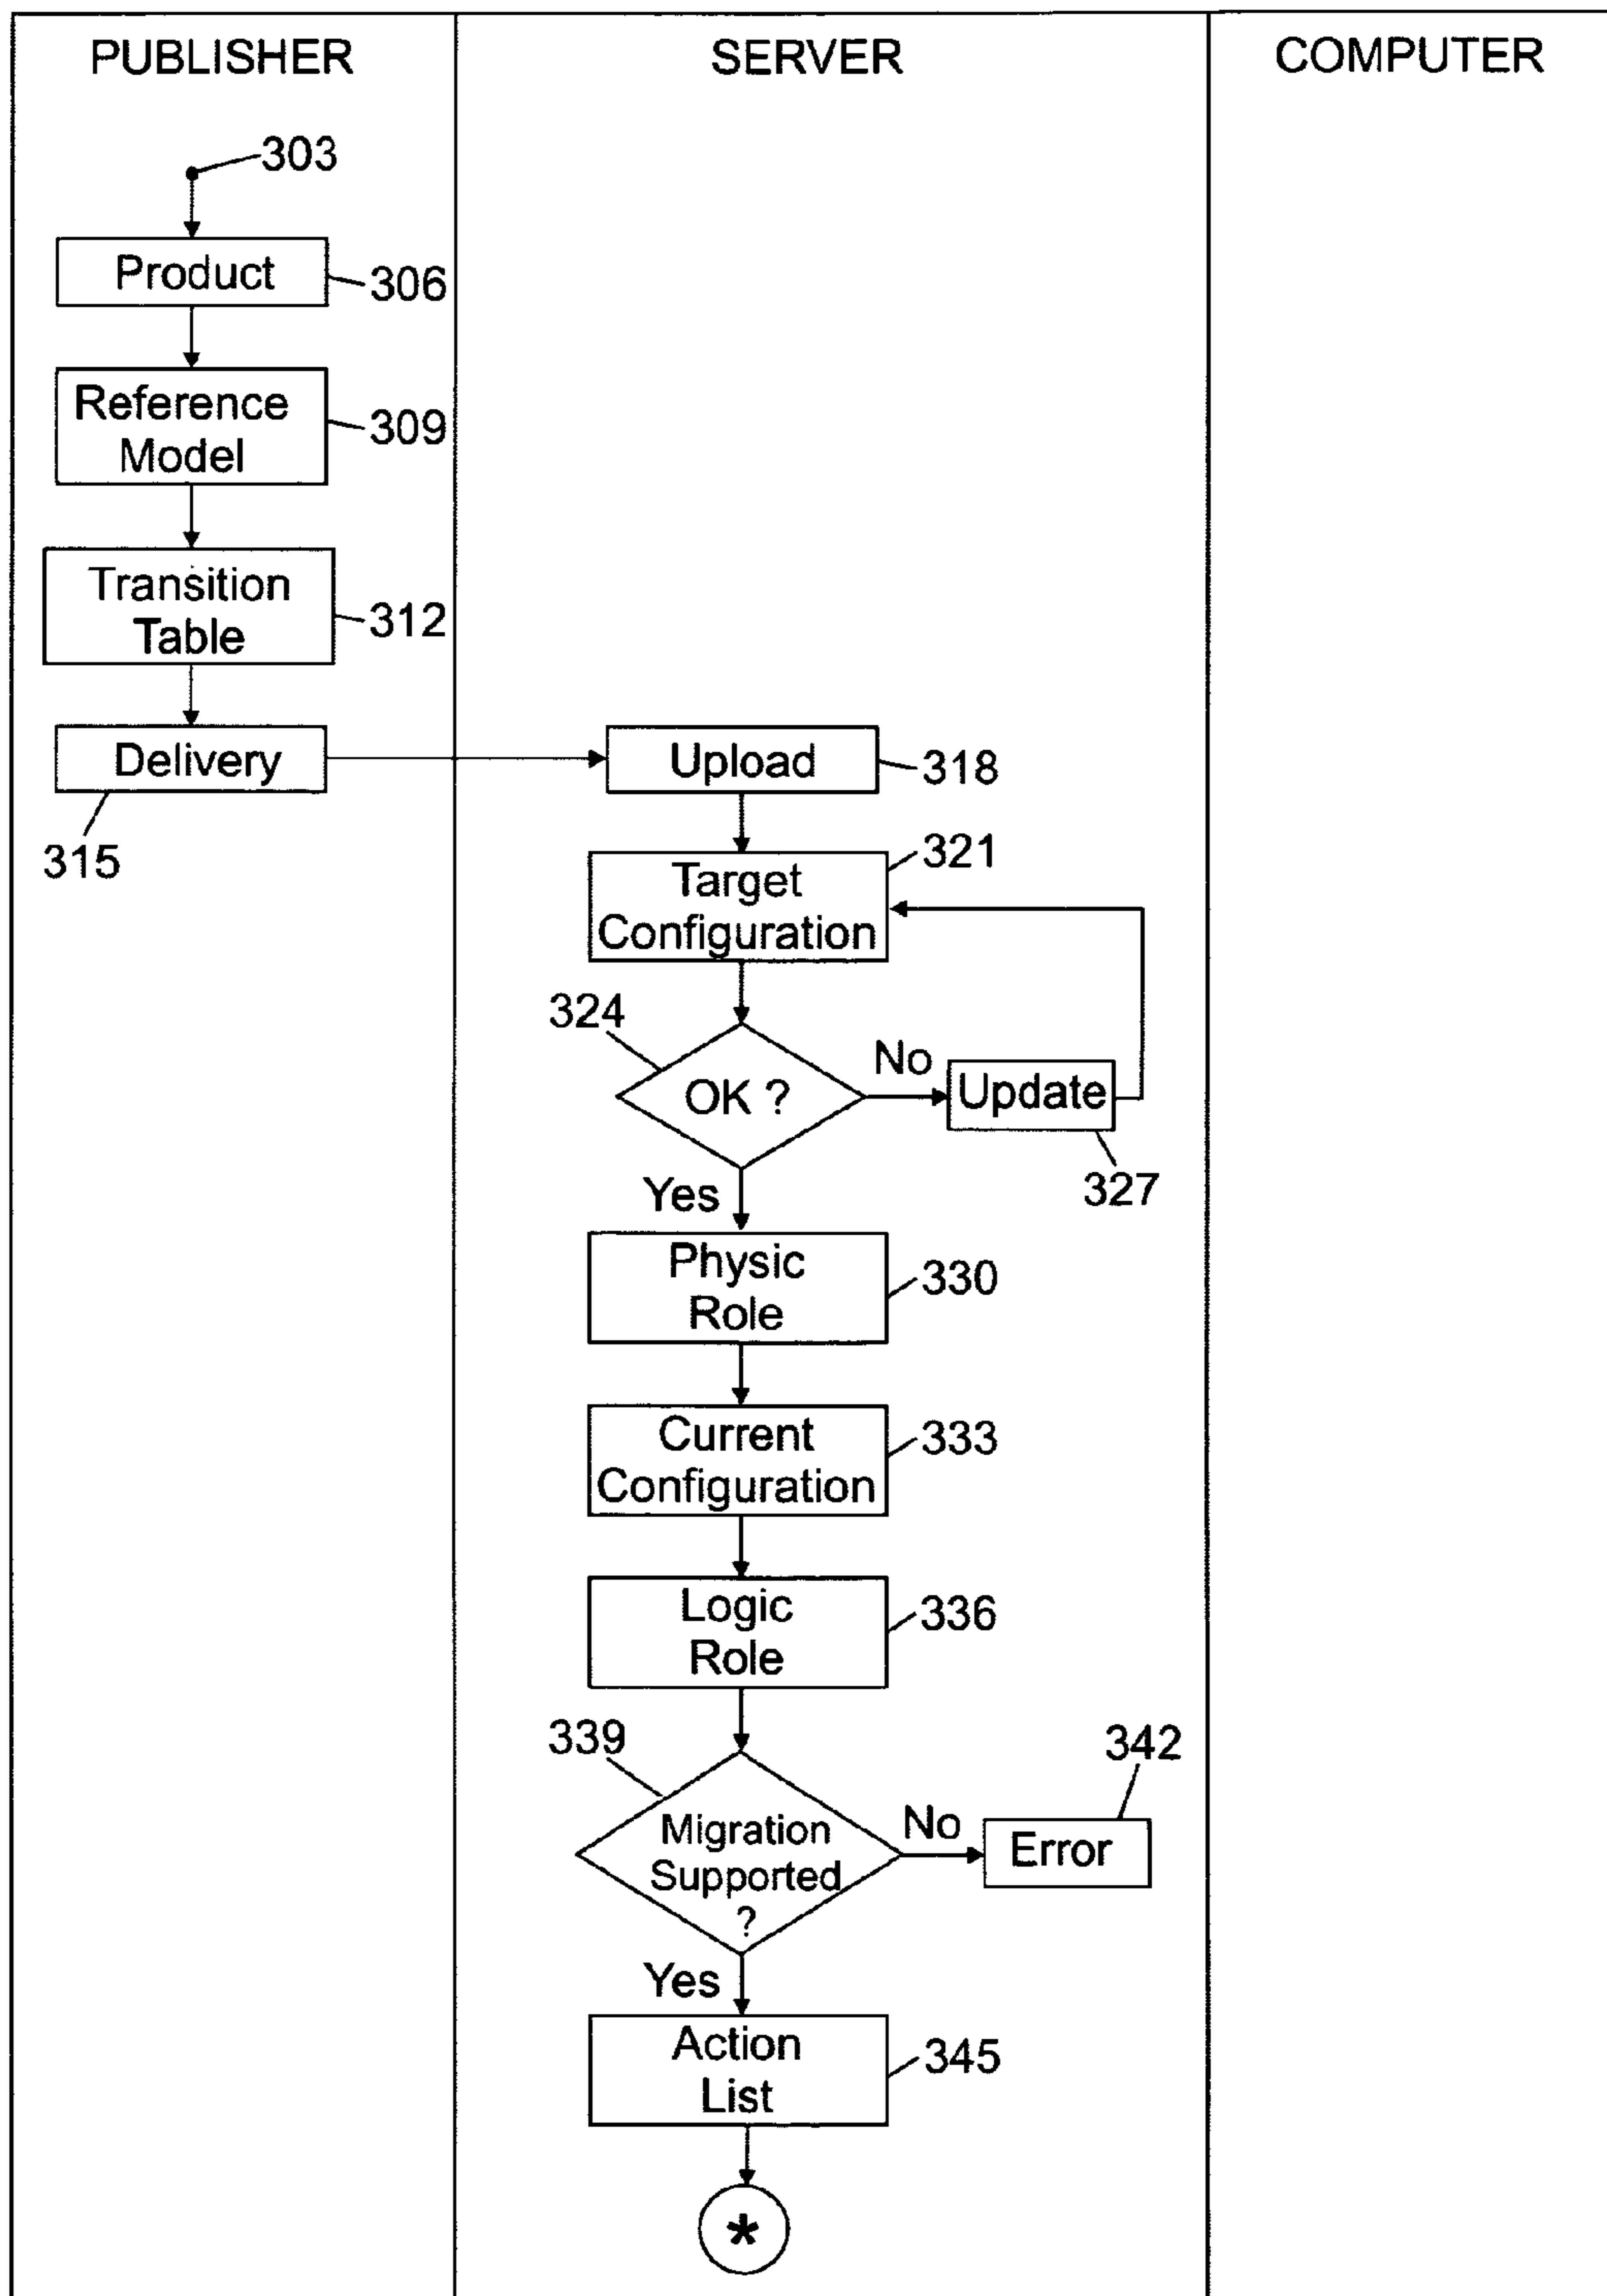 PUBLISHER
SERVER
COMPUTER
303
Product
306
Reference
Model
309
Transition
Table
312
Delivery
315
Upload
318
Target
Configuration
321
324
OK ?
No
Update
327
Yes
Physic
Role
330
Current
Configuration
333
Logic
Role
336
339
Migration
Supported
?
No
Error
342
Yes
Action
List
345
*